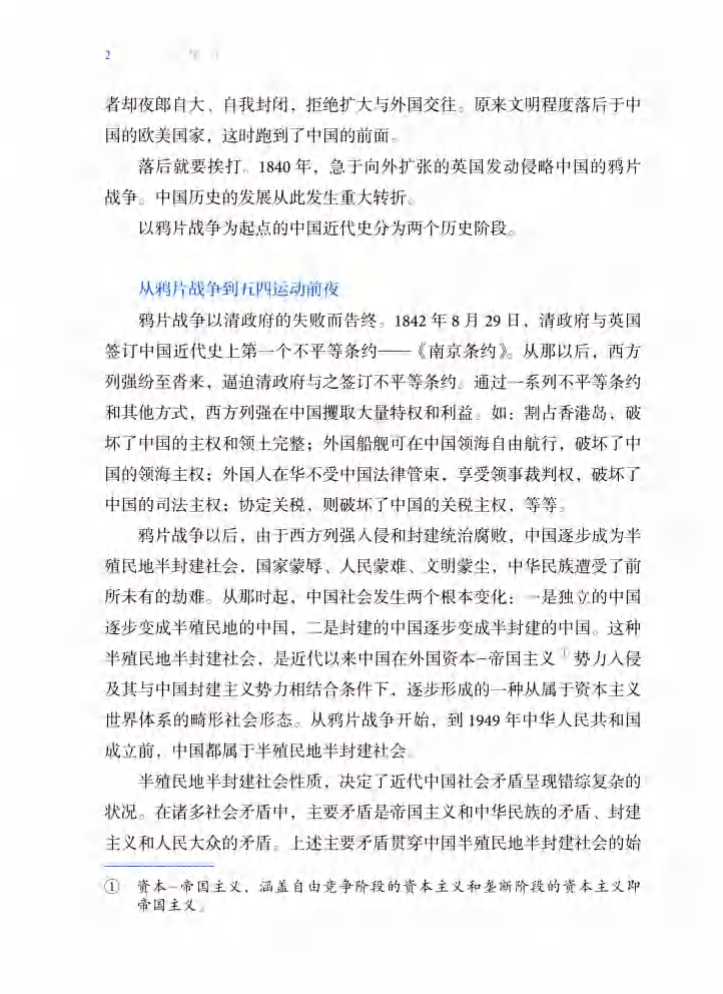 2
者却夜郎自大、自我封闭，拒绝扩大与外国交往。原来文明程度落后于中
国的欧美国家，这时跑到了中国的前面。
落后就要挨打。1840 年，急于向外扩张的英国发动侵略中国的鸦片
战争。中国历史的发展从此发生重大转折。
以鸦片战争为起点的中国近代史分为两个历史阶段。
从鸦片战争到五四运动前夜
鸦片战争以清政府的失败而告终。1842 年 8 月 29 日，清政府与英国
签订中国近代史上第一个不平等条约——《南京条约》。从那以后，西方
列强纷至沓来，逼迫清政府与之签订不平等条约。通过一系列不平等条约
和其他方式，西方列强在中国攫取大量特权和利益。如：割占香港岛，破
坏了中国的主权和领土完整；外国船舰可在中国领海自由航行，破坏了中
国的领海主权；外国人在华不受中国法律管束，享受领事裁判权，破坏了
中国的司法主权；协定关税，则破坏了中国的关税主权，等等。
鸦片战争以后，由于西方列强入侵和封建统治腐败，中国逐步成为半
殖民地半封建社会，国家蒙辱、人民蒙难、文明蒙尘，中华民族遭受了前
所未有的劫难。从那时起，中国社会发生两个根本变化：一是独立的中国
逐步变成半殖民地的中国，二是封建的中国逐步变成半封建的中国。这种
半殖民地半封建社会，是近代以来中国在外国资本－帝国主义①势力入侵
及其与中国封建主义势力相结合条件下，逐步形成的一种从属于资本主义
世界体系的畸形社会形态。从鸦片战争开始，到 1949 年中华人民共和国
成立前，中国都属于半殖民地半封建社会。
半殖民地半封建社会性质，决定了近代中国社会矛盾呈现错综复杂的
状况。在诸多社会矛盾中，主要矛盾是帝国主义和中华民族的矛盾、封建
主义和人民大众的矛盾。上述主要矛盾贯穿中国半殖民地半封建社会的始
① 资本－帝国主义，涵盖自由竞争阶段的资本主义和垄断阶段的资本主义即
帝国主义。